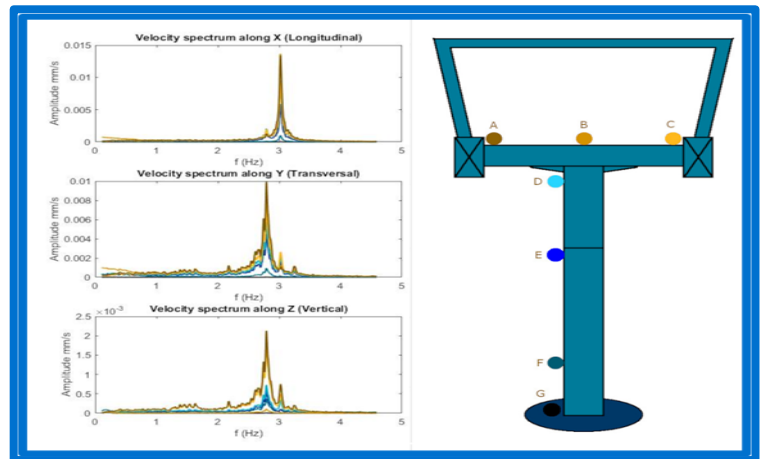 Velocity spectrum along X (Longitudinal)
0.015
0.01
0.005
0
Amplitude mm/s
0 1 2 3 4 5
f (Hz)
Velocity spectrum along Y (Transversal)
0.01
0.008
0.006
0.004
0.002
0
Amplitude mm/s
0 1 2 3 4 5
f (Hz)
×10⁻³ Velocity spectrum along Z (Vertical)
2.5
2
1.5
1
0.5
0
Amplitude mm/s
0 1 2 3 4 5
f (Hz)
A B C
D
E
F
G